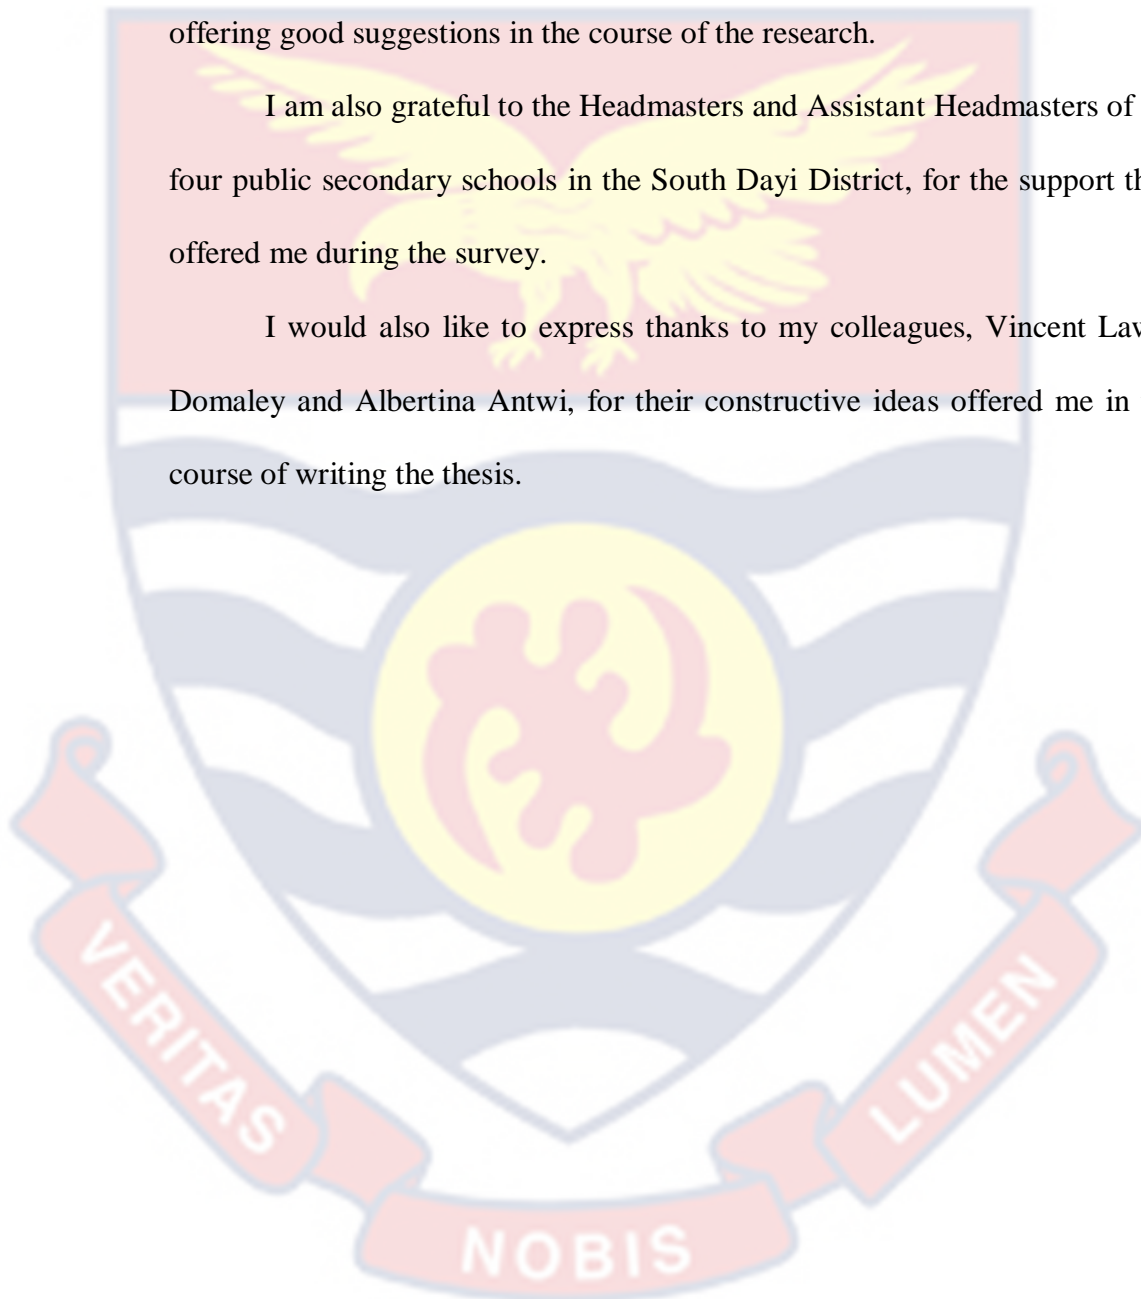 offering good suggestions in the course of the research.
I am also grateful to the Headmasters and Assistant Headmasters of
four public secondary schools in the South Dayi District, for the support th
offered me during the survey.
I would also like to express thanks to my colleagues, Vincent Law
Domaley and Albertina Antwi, for their constructive ideas offered me in
course of writing the thesis.
VERITAS
NOBIS
LUMEN